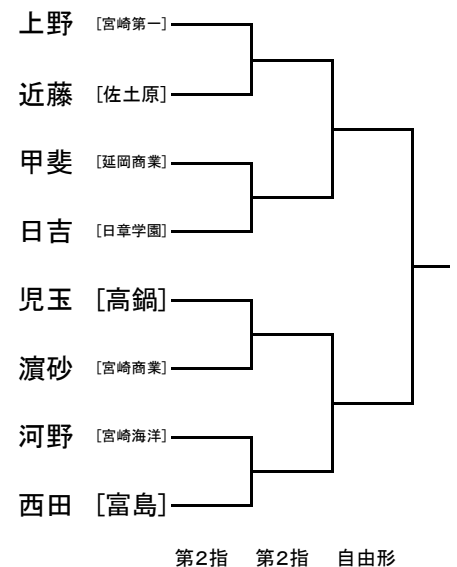 上野 [宮崎第一]
近藤 [佐土原]
甲斐 [延岡商業]
日吉 [日章学園]
児玉 [高鍋]
濵砂 [宮崎商業]
河野 [宮崎海洋]
西田 [富島]
第2指 第2指 自由形